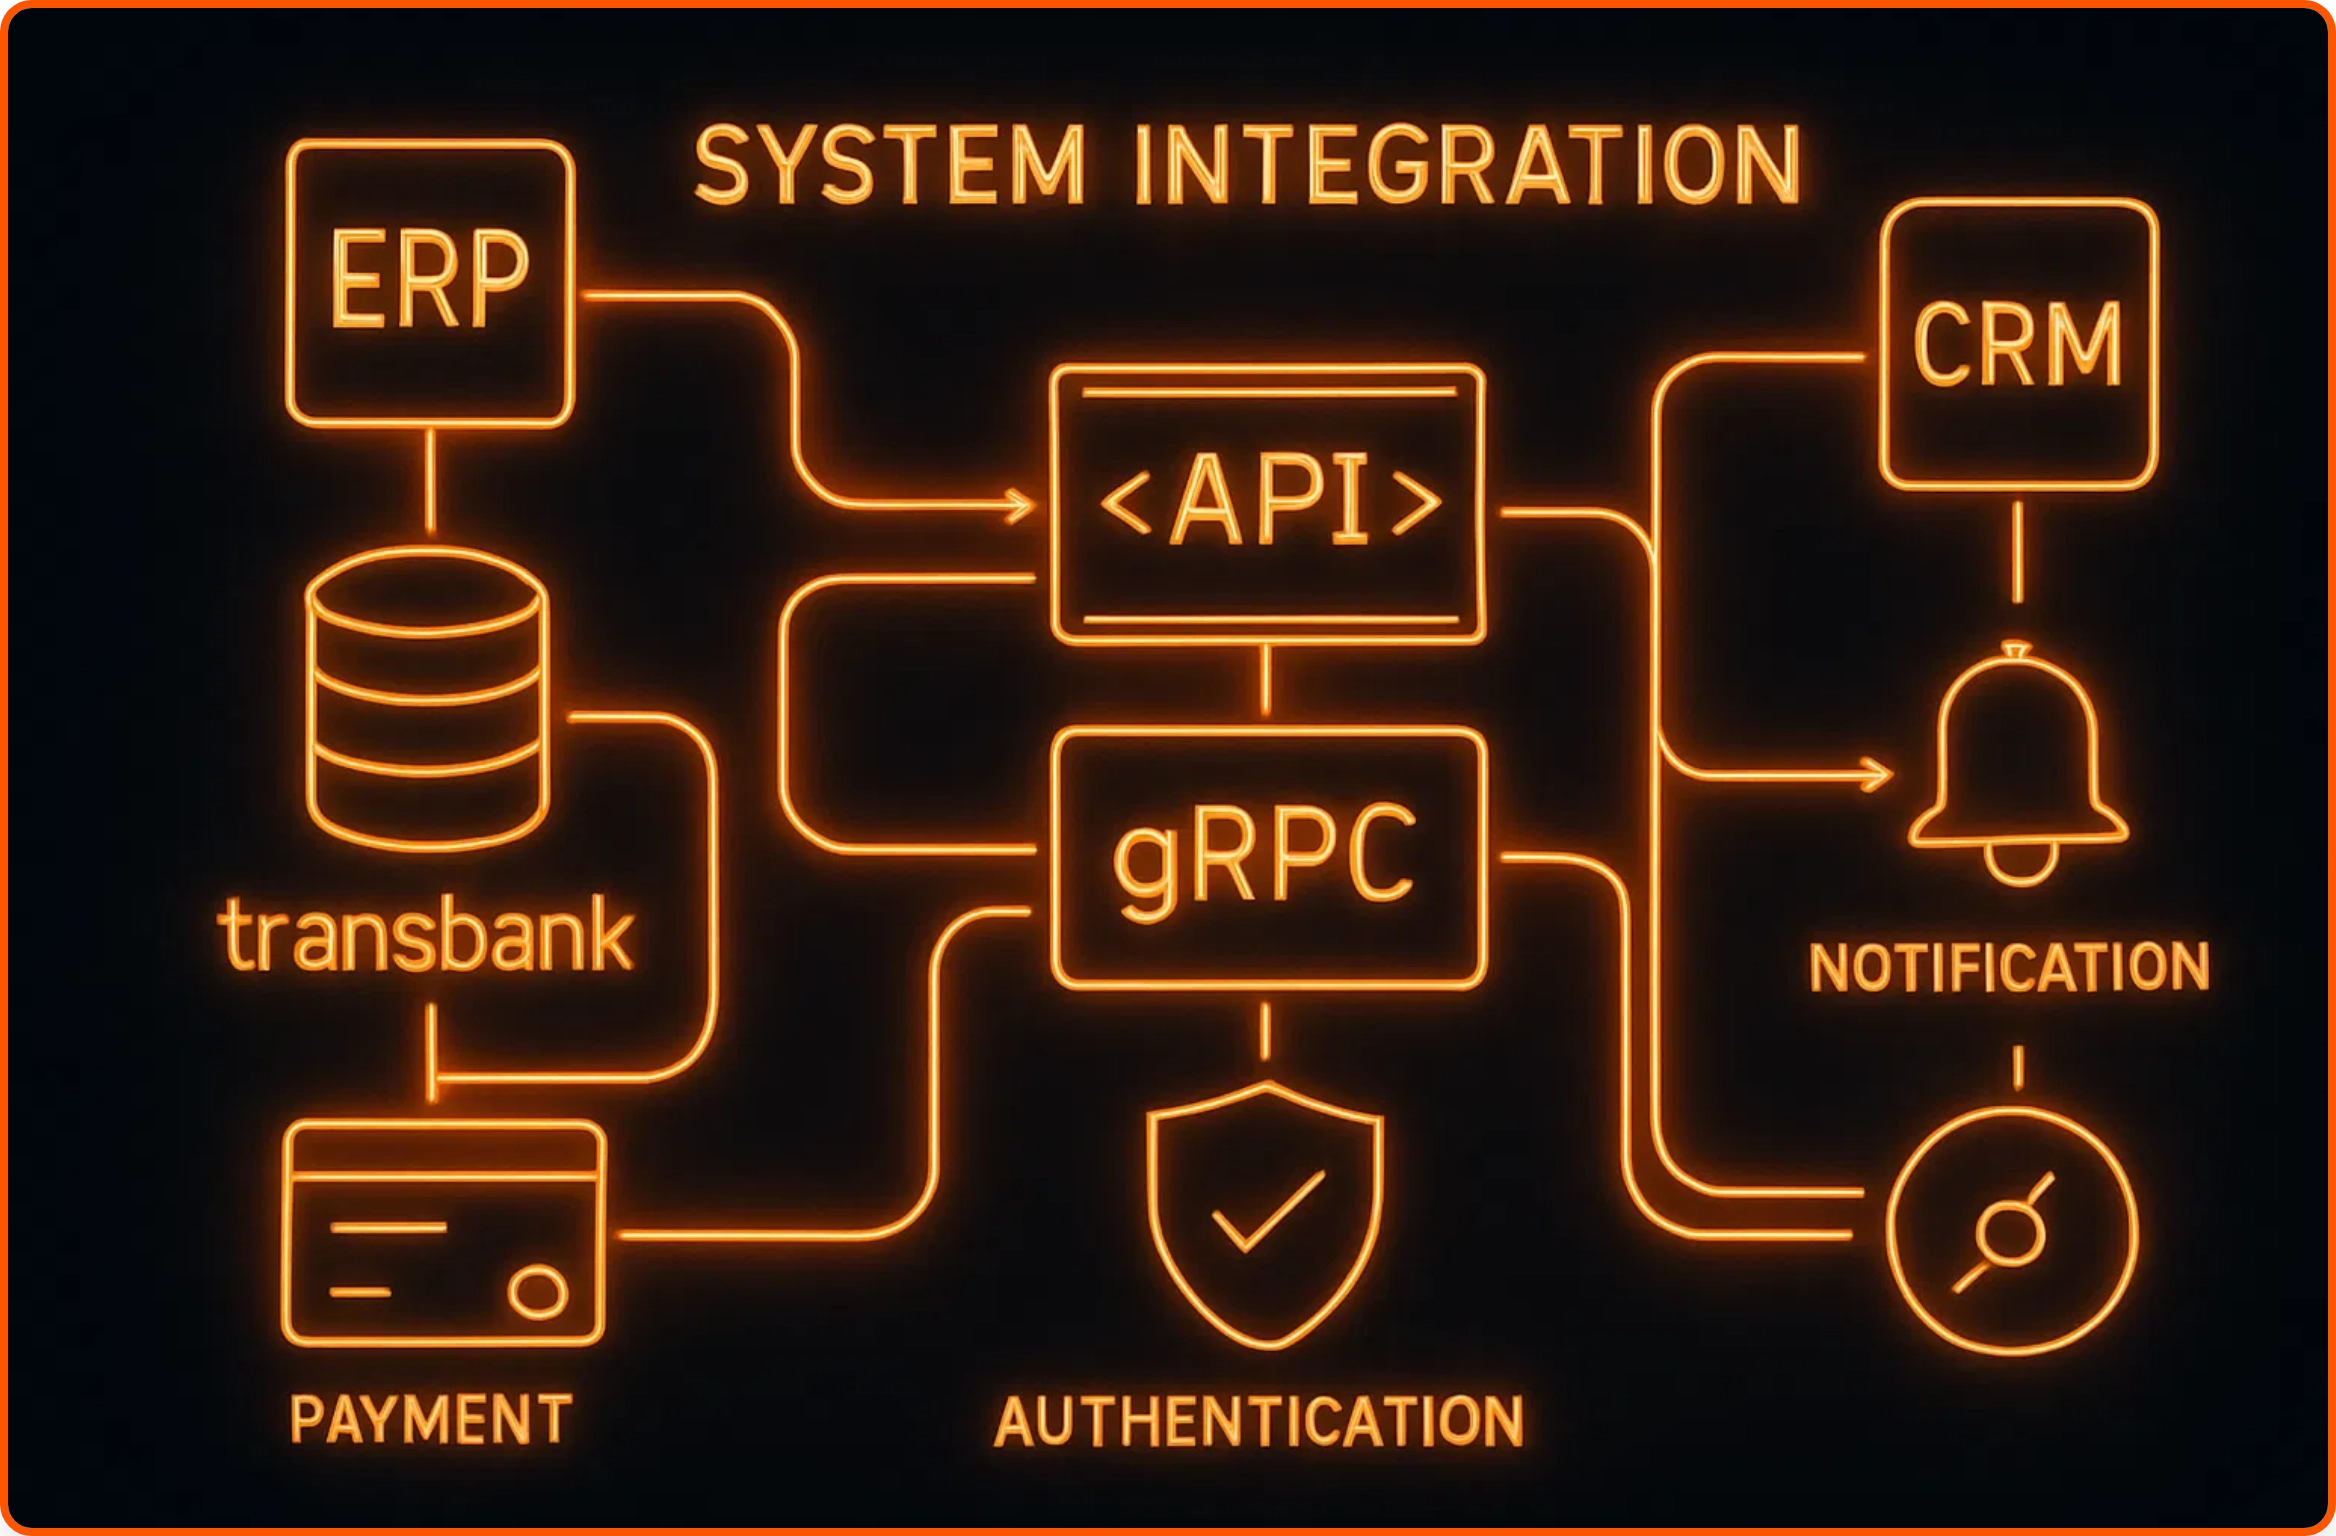 SYSTEM INTEGRATION
ERP
CRM
<API>
gRPC
transbank
NOTIFICATION
PAYMENT
AUTHENTICATION